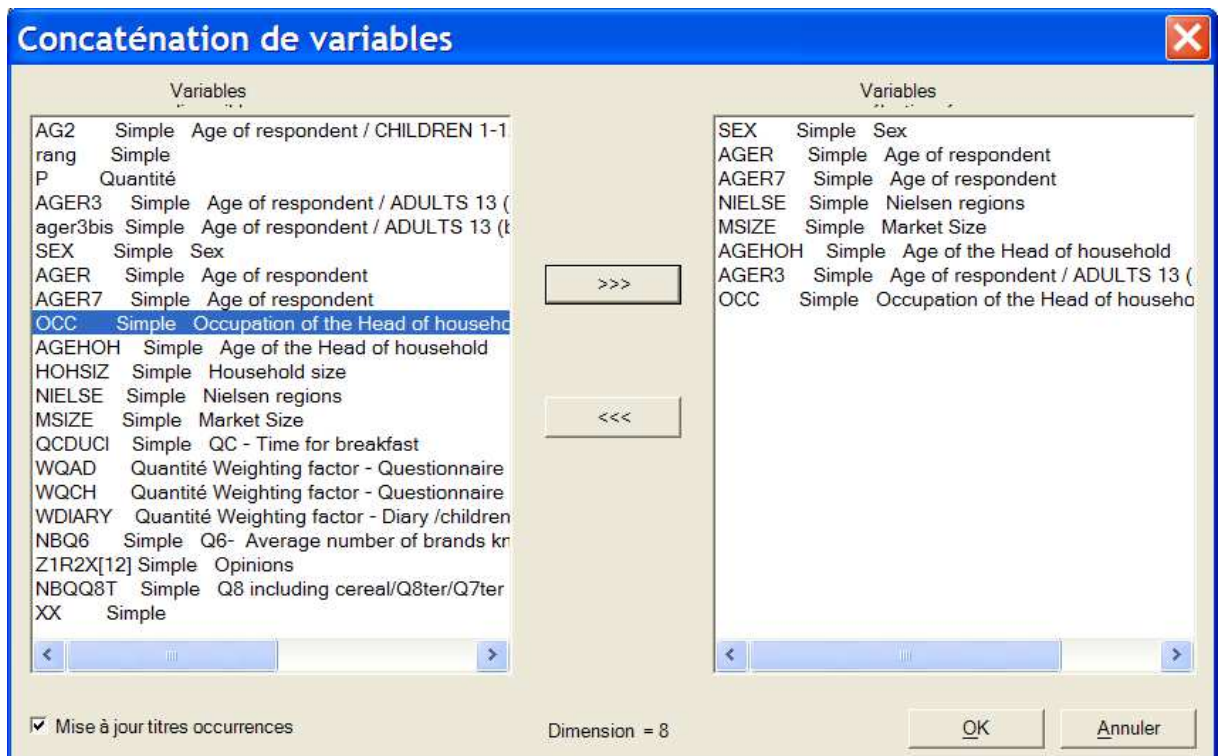 Concaténation de variables
Variables
Variables
AG2 Simple Age of respondent / CHILDREN 1-1
rang Simple
P Quantité
AGER3 Simple Age of respondent / ADULTS 13 (
ager3bis Simple Age of respondent / ADULTS 13 (
SEX Simple Sex
AGER Simple Age of respondent
AGER7 Simple Age of respondent
OCC Simple Occupation of the Head of househo
AGEHOH Simple Age of the Head of household
HOHSIZ Simple Household size
NIELSE Simple Nielsen regions
MSIZE Simple Market Size
QCDUCI Simple QC - Time for breakfast
WQAD Quantité Weighting factor - Questionnaire
WQCH Quantité Weighting factor - Questionnaire
WDIARY Quantité Weighting factor - Diary /children
NBQ6 Simple Q6- Average number of brands kn
Z1R2X[12] Simple Opinions
NBQQ8T Simple Q8 including cereal/Q8ter/Q7ter
XX Simple
>>>
<<<
SEX Simple Sex
AGER Simple Age of respondent
AGER7 Simple Age of respondent
NIELSE Simple Nielsen regions
MSIZE Simple Market Size
AGEHOH Simple Age of the Head of household
AGER3 Simple Age of respondent / ADULTS 13 (
OCC Simple Occupation of the Head of househo
Mise à jour titres occurrences
Dimension = 8
OK
Annuler